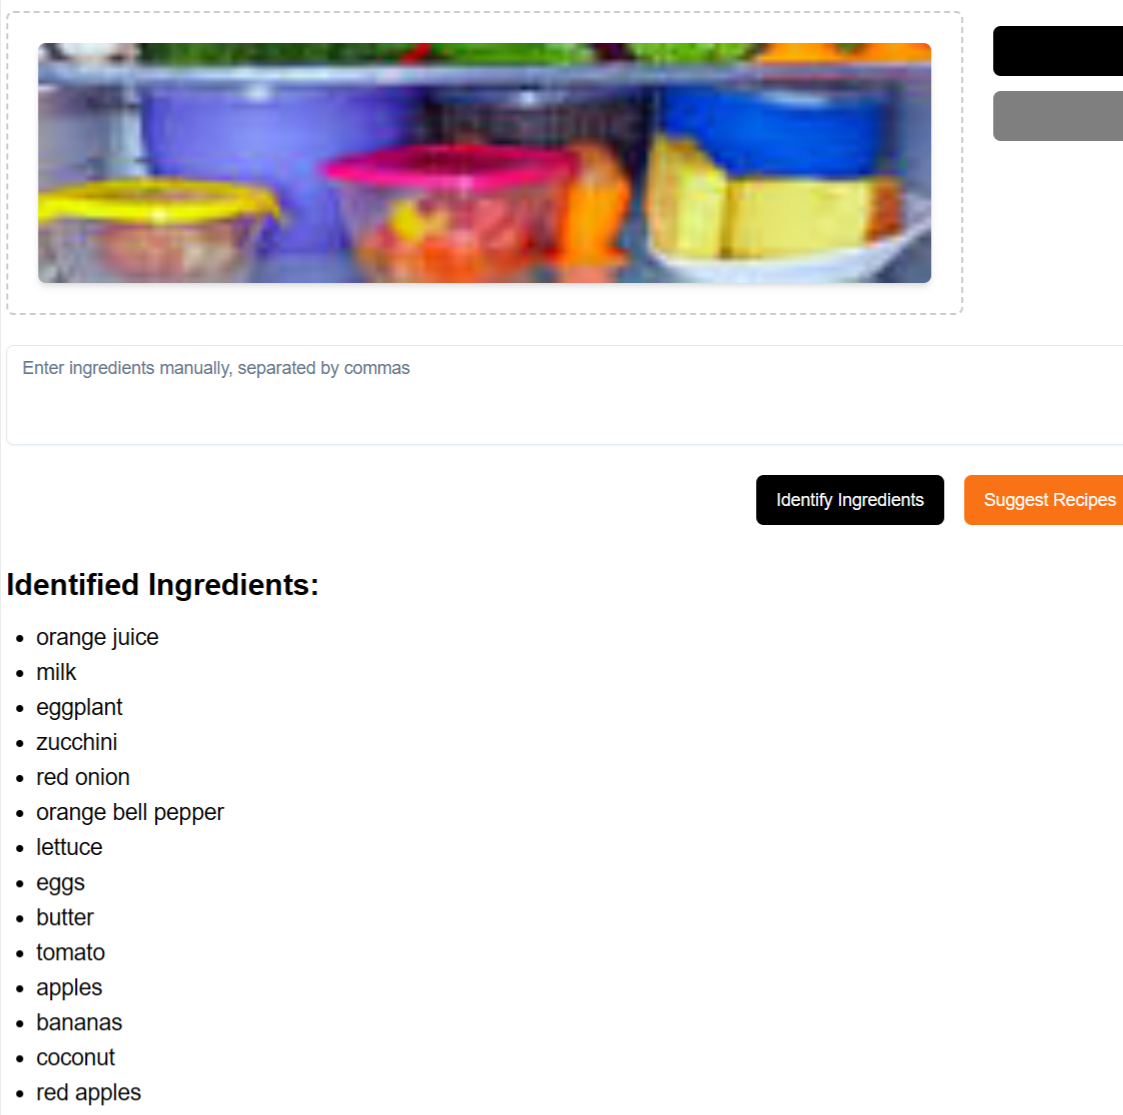 Enter ingredients manually, separated by commas
Identify Ingredients
Suggest Recipes
Identified Ingredients:
orange juice
milk
eggplant
zucchini
red onion
orange bell pepper
lettuce
eggs
butter
tomato
apples
bananas
coconut
red apples